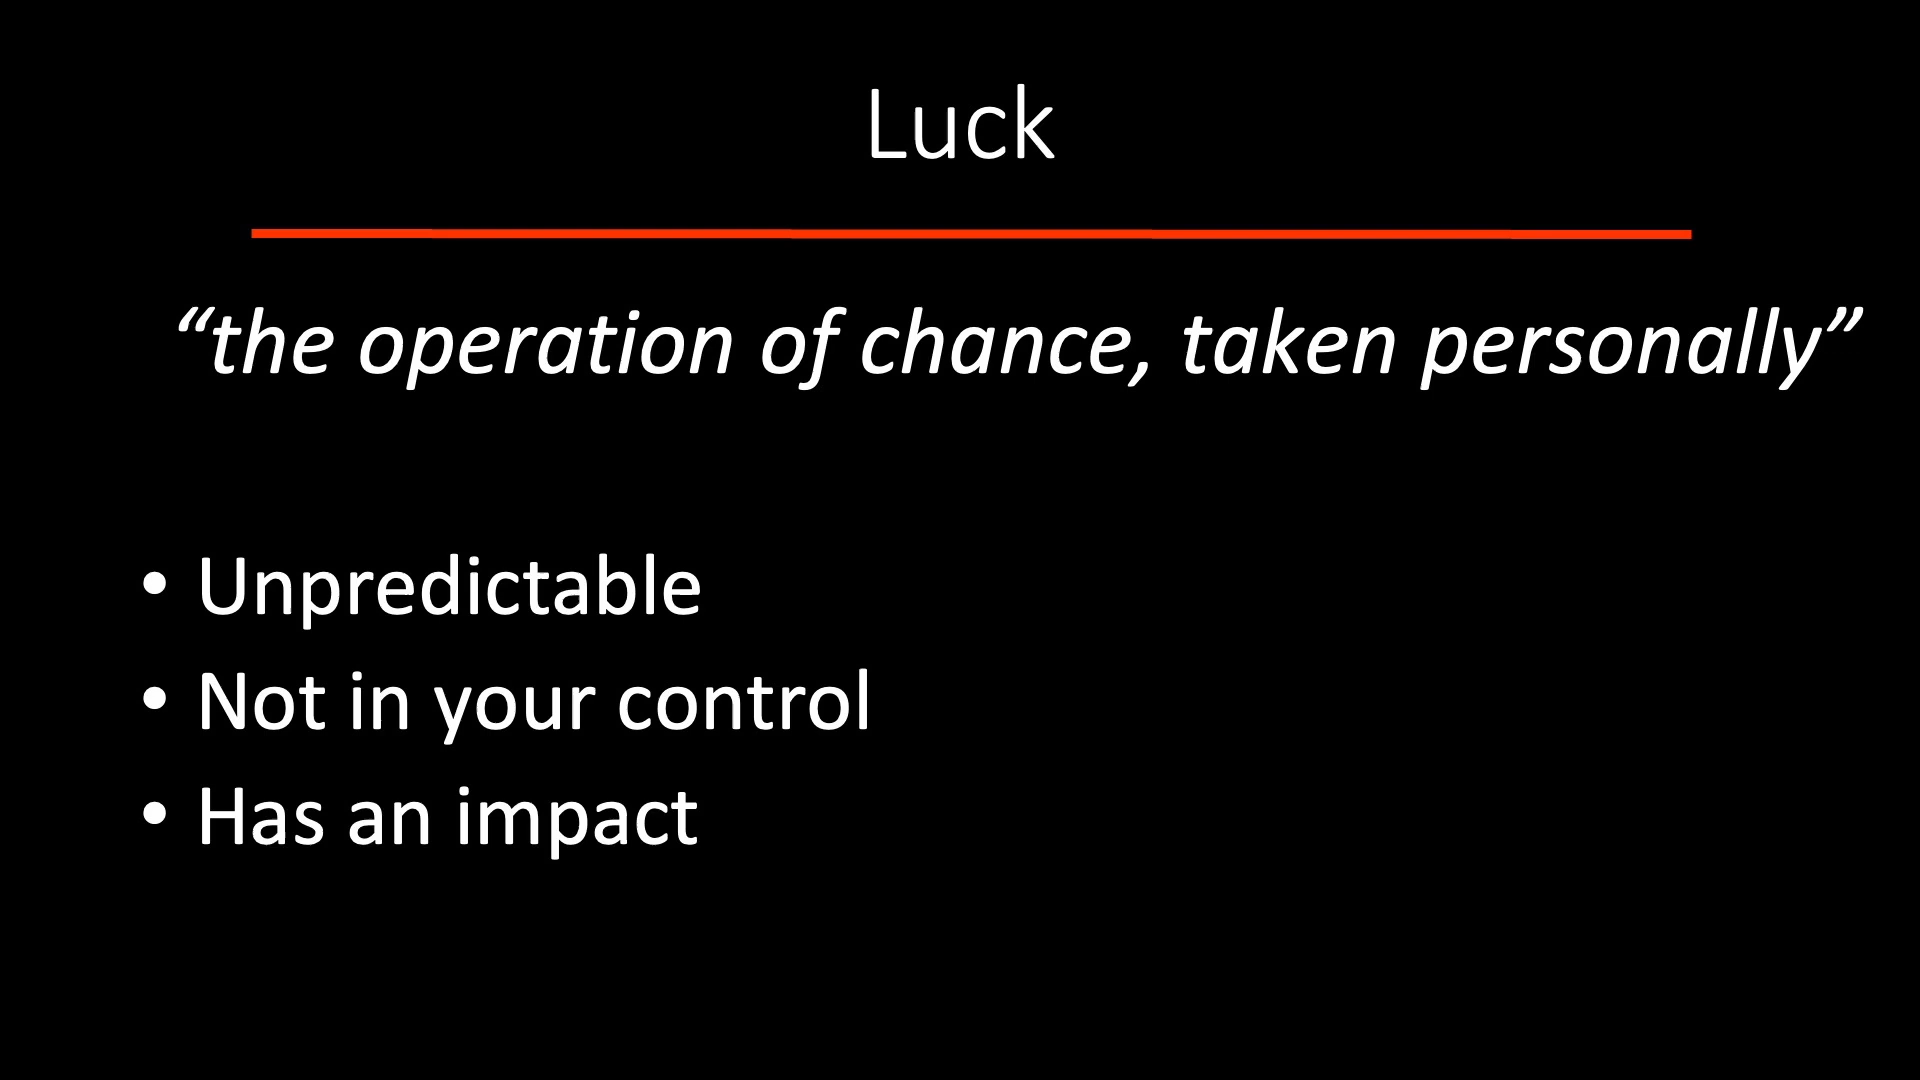 Luck
“the operation of chance, taken personally”
• Unpredictable
• Not in your control
• Has an impact